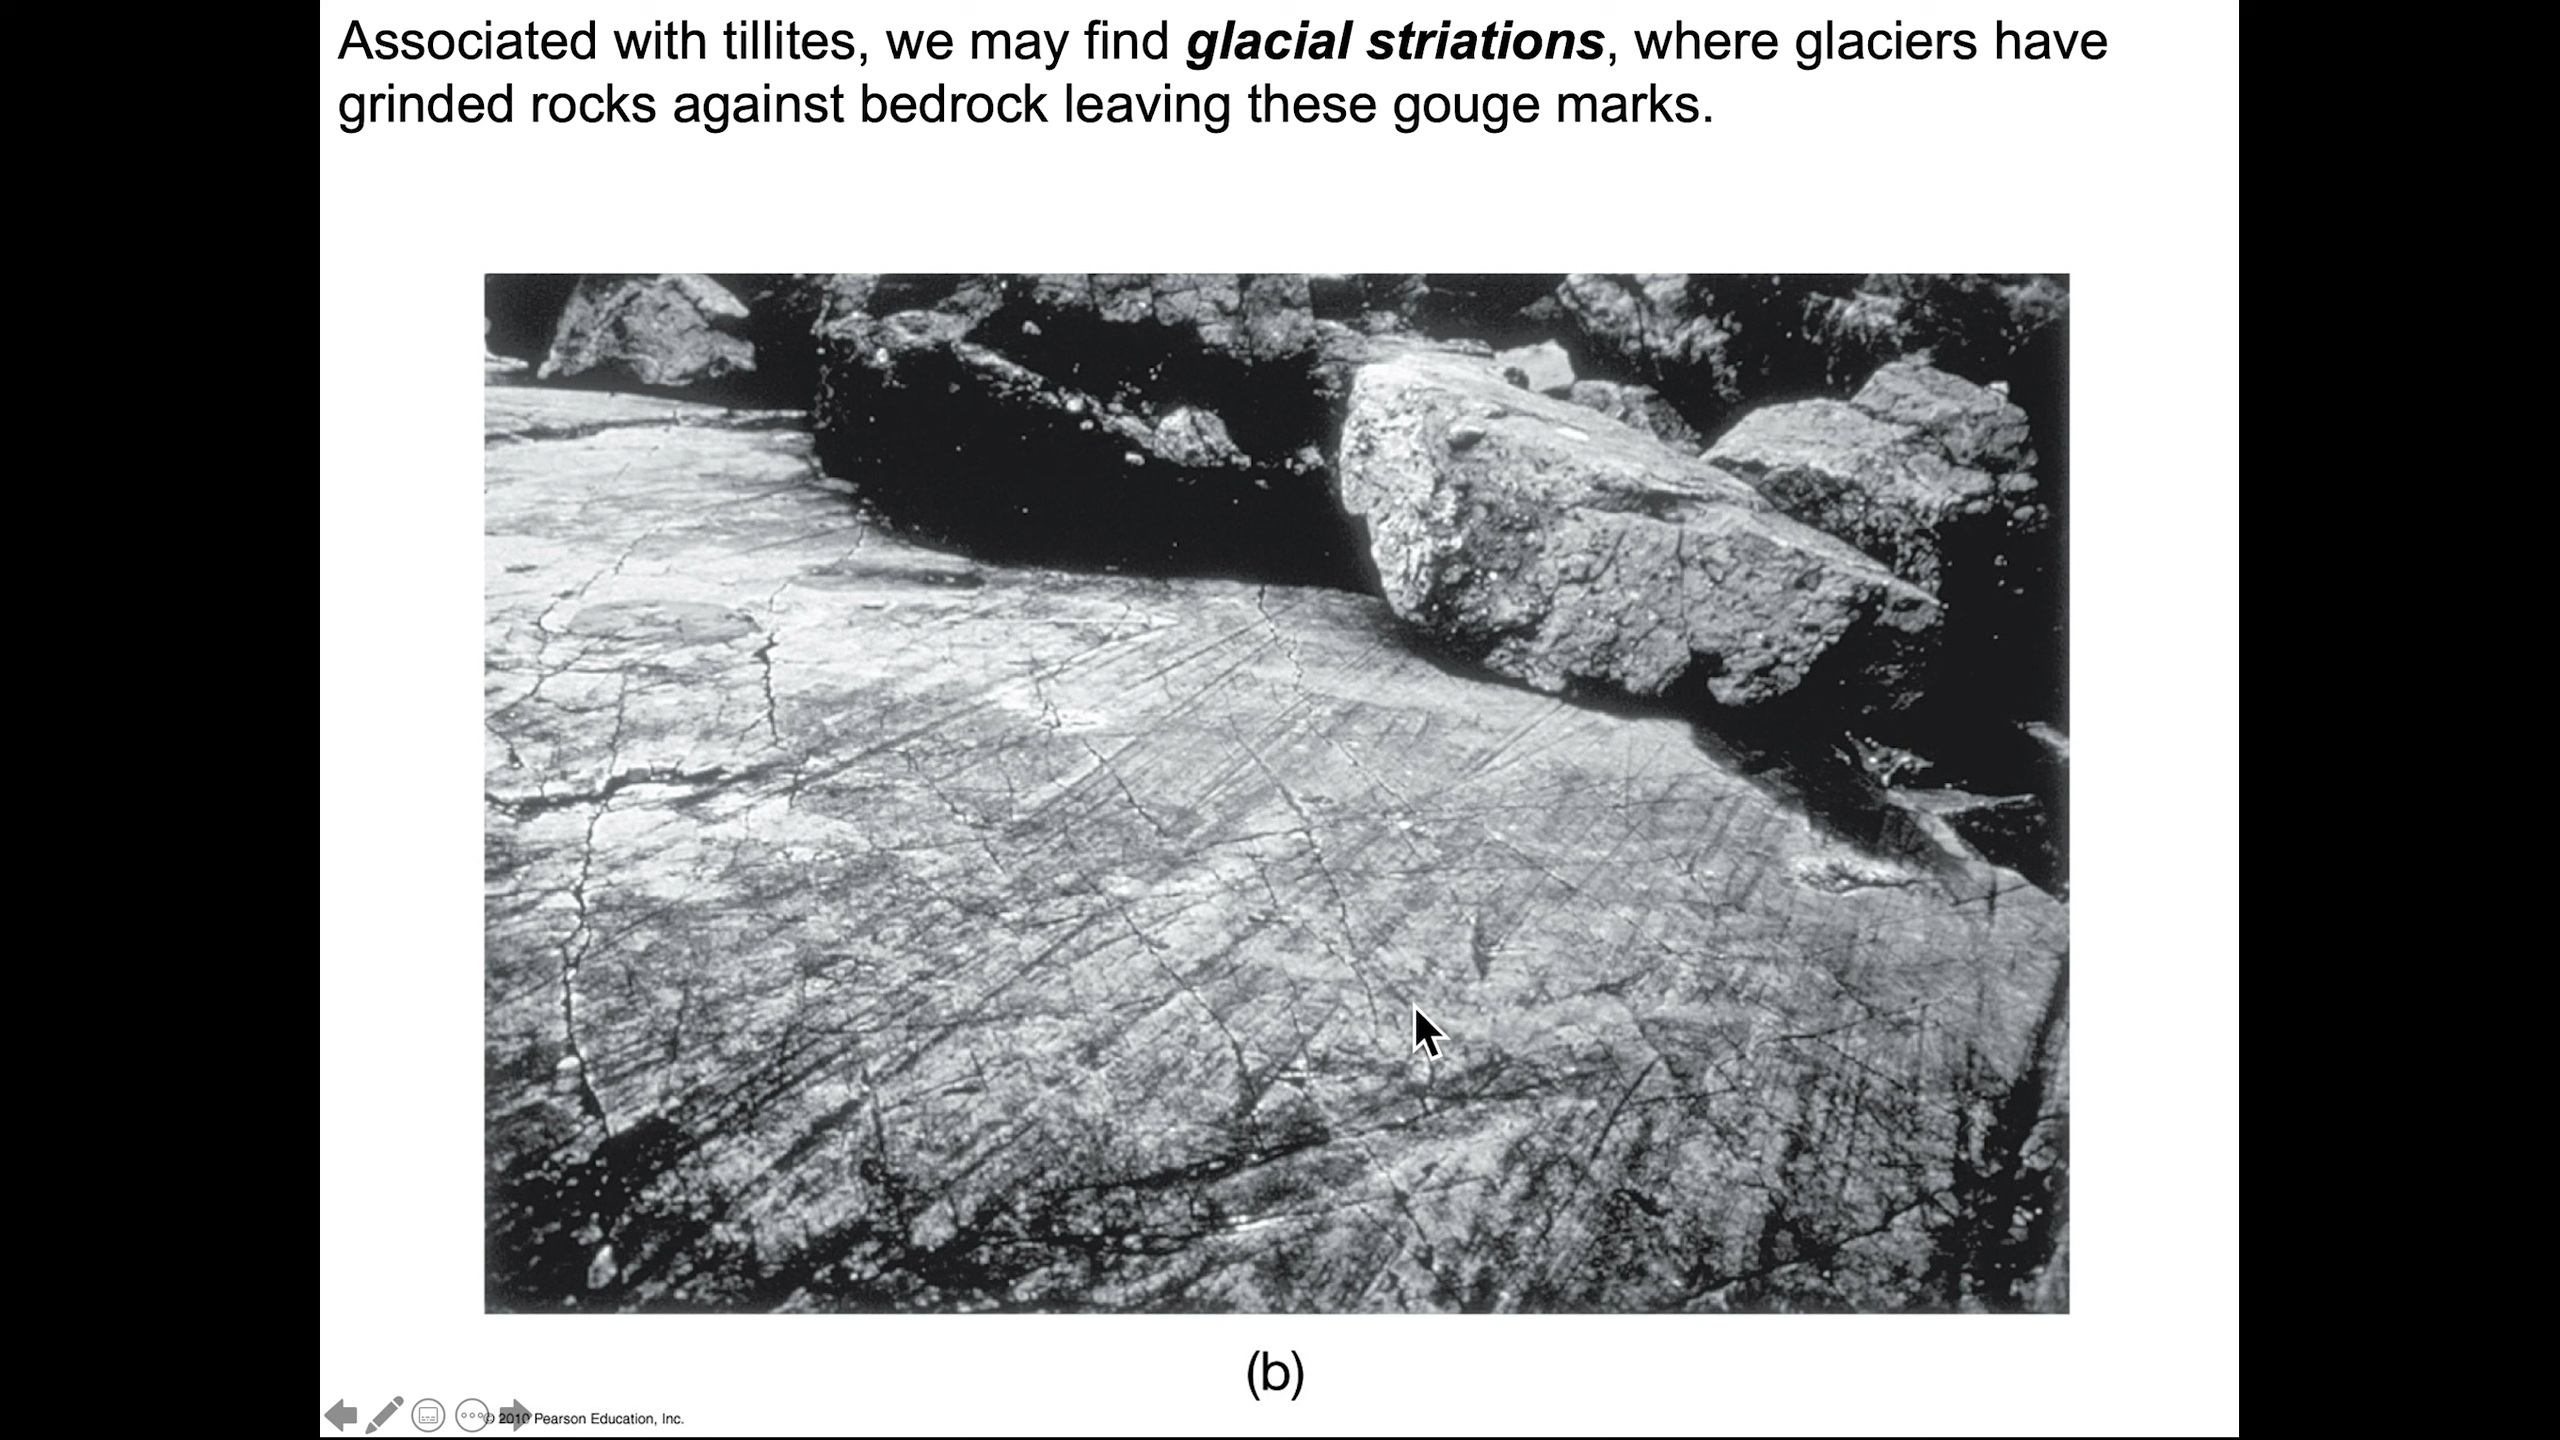 Associated with tillites, we may find glacial striations, where glaciers have
grinded rocks against bedrock leaving these gouge marks.
(b)
© 2010 Pearson Education, Inc.